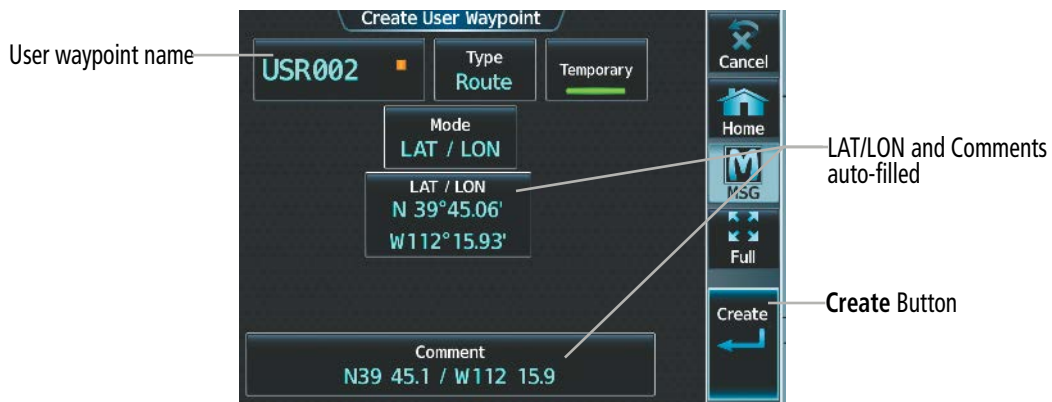 Create User Waypoint
User waypoint name
USR002
Type
Route
Temporary
Cancel
Mode
LAT / LON
Home
LAT / LON
N 39°45.06'
W112°15.93'
MSG
LAT/LON and Comments
auto-filled
Full
Create
Create Button
Comment
N39 45.1 / W112 15.9